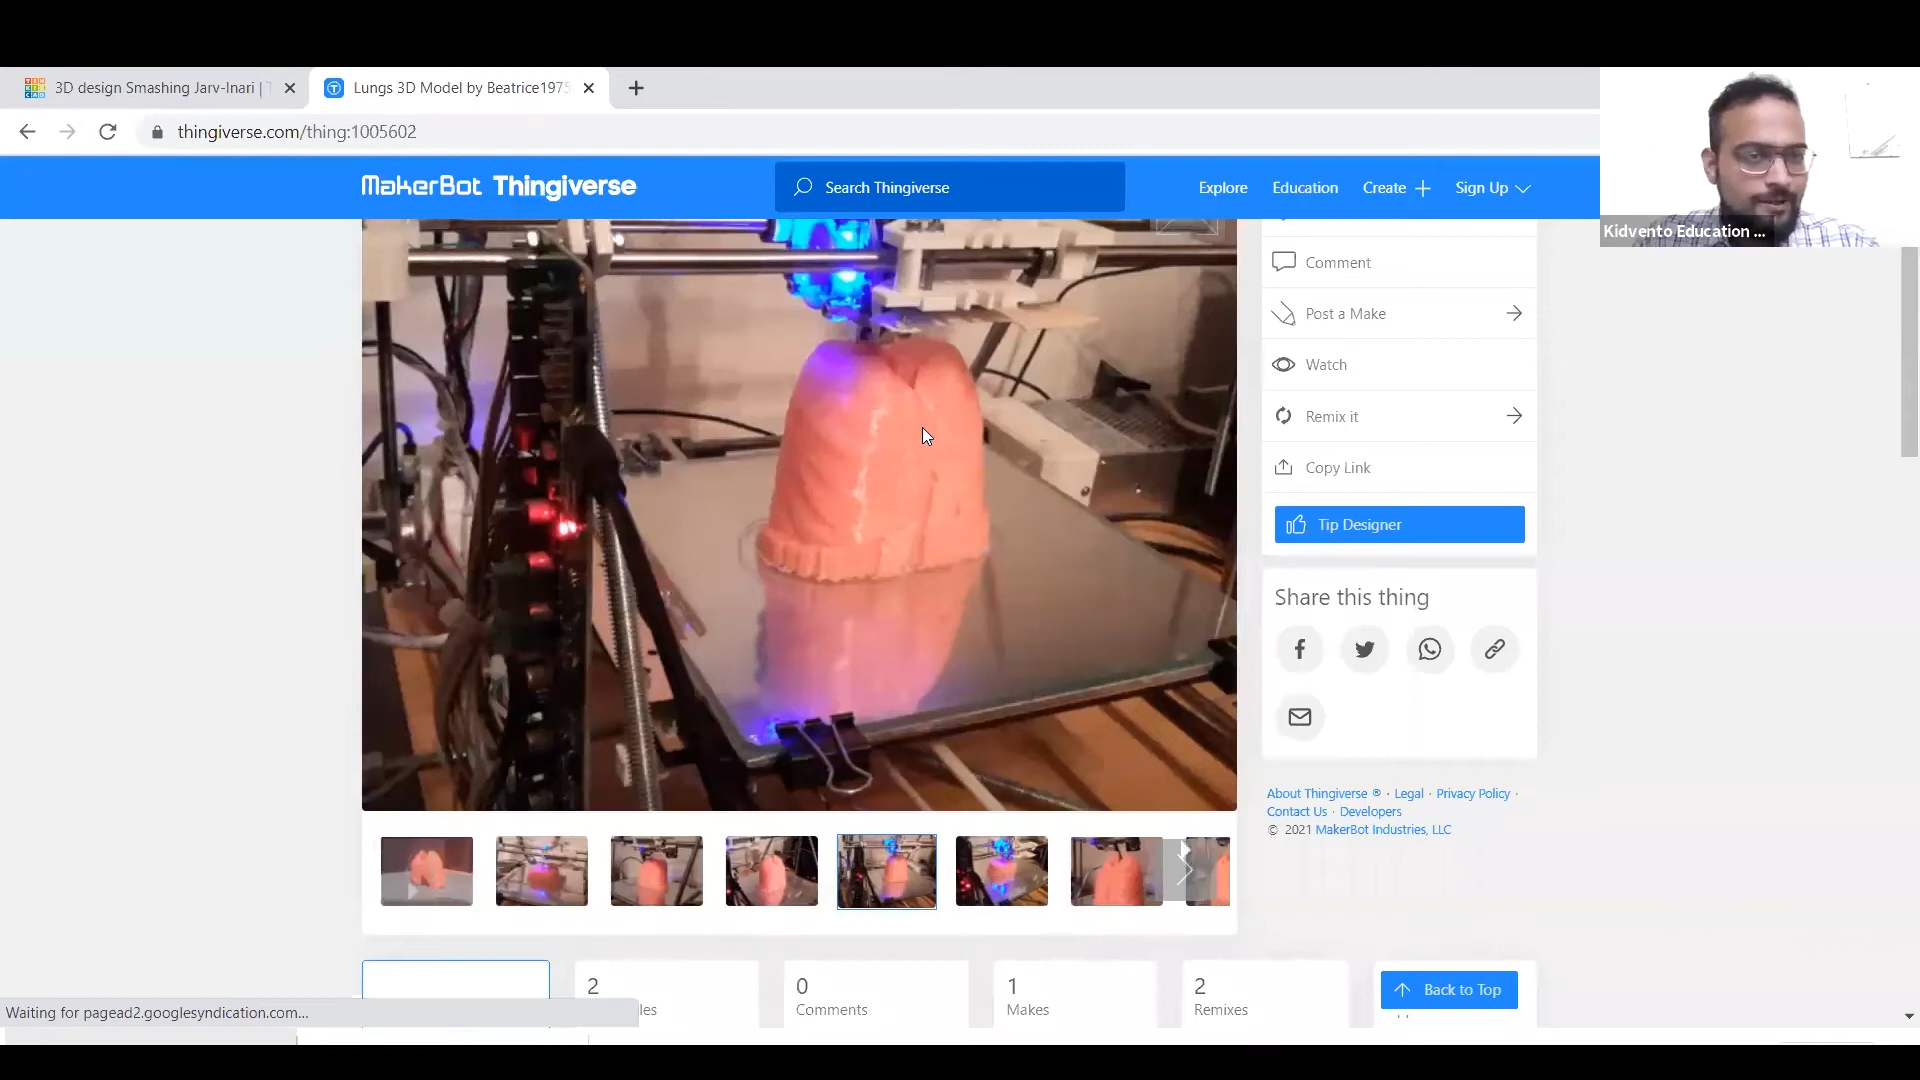 3D design Smashing Jarv-Inari |
Lungs 3D Model by Beatrice1975
thingiverse.com/thing:1005602
MakerBot Thingiverse
Search Thingiverse
Explore
Education
Create
Sign Up
Kidvento Education ...
Comment
Post a Make
Watch
Remix it
Copy Link
Tip Designer
Share this thing
About Thingiverse ® · Legal · Privacy Policy ·
Contact Us · Developers
© 2021 MakerBot Industries, LLC
2
les
0
Comments
1
Makes
2
Remixes
Back to Top
Waiting for pagead2.googlesyndication.com...